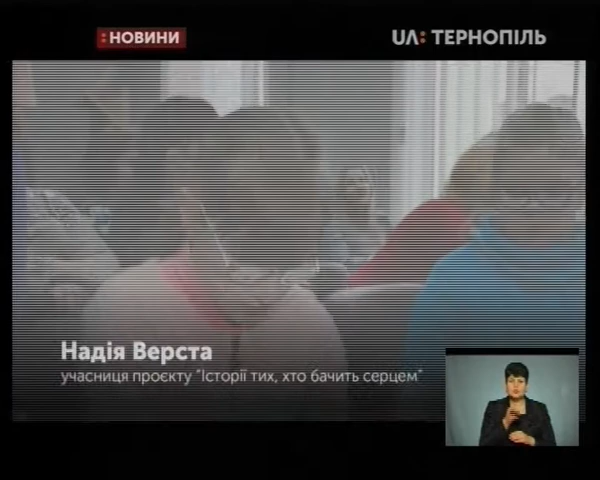 :НОВИНИ
UA: ТЕРНОПІЛЬ
Надія Верста
учасниця проєкту "Історії тих, хто бачить серцем"